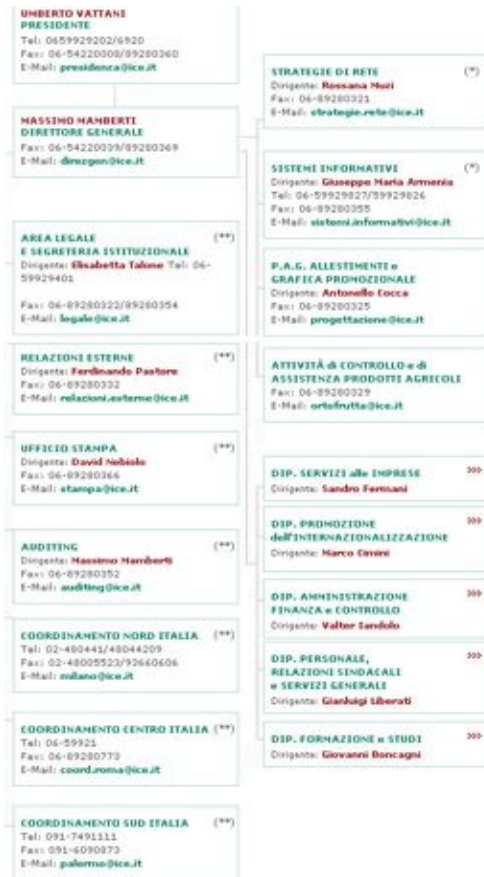 UMBERTO VATTANI
PRESIDENTE
Tel: 0659929202/6920
Fax: 06-54220008/89280360
E-Mail: presidenza@ice.it
MASSIMO MAMBERTI
DIRETTORE GENERALE
Fax: 06-54220039/89280369
E-Mail: direzgen@ice.it
AREA LEGALE (**)
E SEGRETERIA ISTITUZIONALE
Dirigente: Elisabetta Talone Tel: 06-
59929401
Fax: 06-89280322/89280354
E-Mail: legale@ice.it
RELAZIONI ESTERNE (**)
Dirigente: Ferdinando Pastore
Fax: 06-89280332
E-Mail: relazioni.esterne@ice.it
UFFICIO STAMPA (**)
Dirigente: David Nebiolo
Fax: 06-89280366
E-Mail: stampa@ice.it
AUDITING (**)
Dirigente: Massimo Mamberti
Fax: 06-89280352
E-Mail: auditing@ice.it
COORDINAMENTO NORD ITALIA (**)
Tel: 02-480441/48044209
Fax: 02-48005523/93660606
E-Mail: milano@ice.it
COORDINAMENTO CENTRO ITALIA (**)
Tel: 06-59921
Fax: 06-89280773
E-Mail: coord.roma@ice.it
COORDINAMENTO SUD ITALIA (**)
Tel: 091-7491111
Fax: 091-6090873
E-Mail: palermo@ice.it
STRATEGIE DI RETE (*)
Dirigente: Rossana Muzi
Fax: 06-89280321
E-Mail: strategie.rete@ice.it
SISTEMI INFORMATIVI (*)
Dirigente: Giuseppe Maria Armenia
Tel: 06-59929827/59929826
Fax: 06-89280355
E-Mail: sistemi.informativi@ice.it
P.A.G. ALLESTIMENTI e
GRAFICA PROMOZIONALE
Dirigente: Antonello Cocca
Fax: 06-89280325
E-Mail: progettazione@ice.it
ATTIVITÀ di CONTROLLO e di
ASSISTENZA PRODOTTI AGRICOLI
Fax: 06-89280329
E-Mail: ortofrutta@ice.it
DIP. SERVIZI alle IMPRESE >>>
Dirigente: Sandro Fermani
DIP. PROMOZIONE >>>
dell'INTERNAZIONALIZZAZIONE
Dirigente: Marco Cimini
DIP. AMMINISTRAZIONE >>>
FINANZA e CONTROLLO
Dirigente: Valter Iandolo
DIP. PERSONALE, >>>
RELAZIONI SINDACALI
e SERVIZI GENERALI
Dirigente: Gianluigi Liberati
DIP. FORMAZIONE e STUDI >>>
Dirigente: Giovanni Boncagni